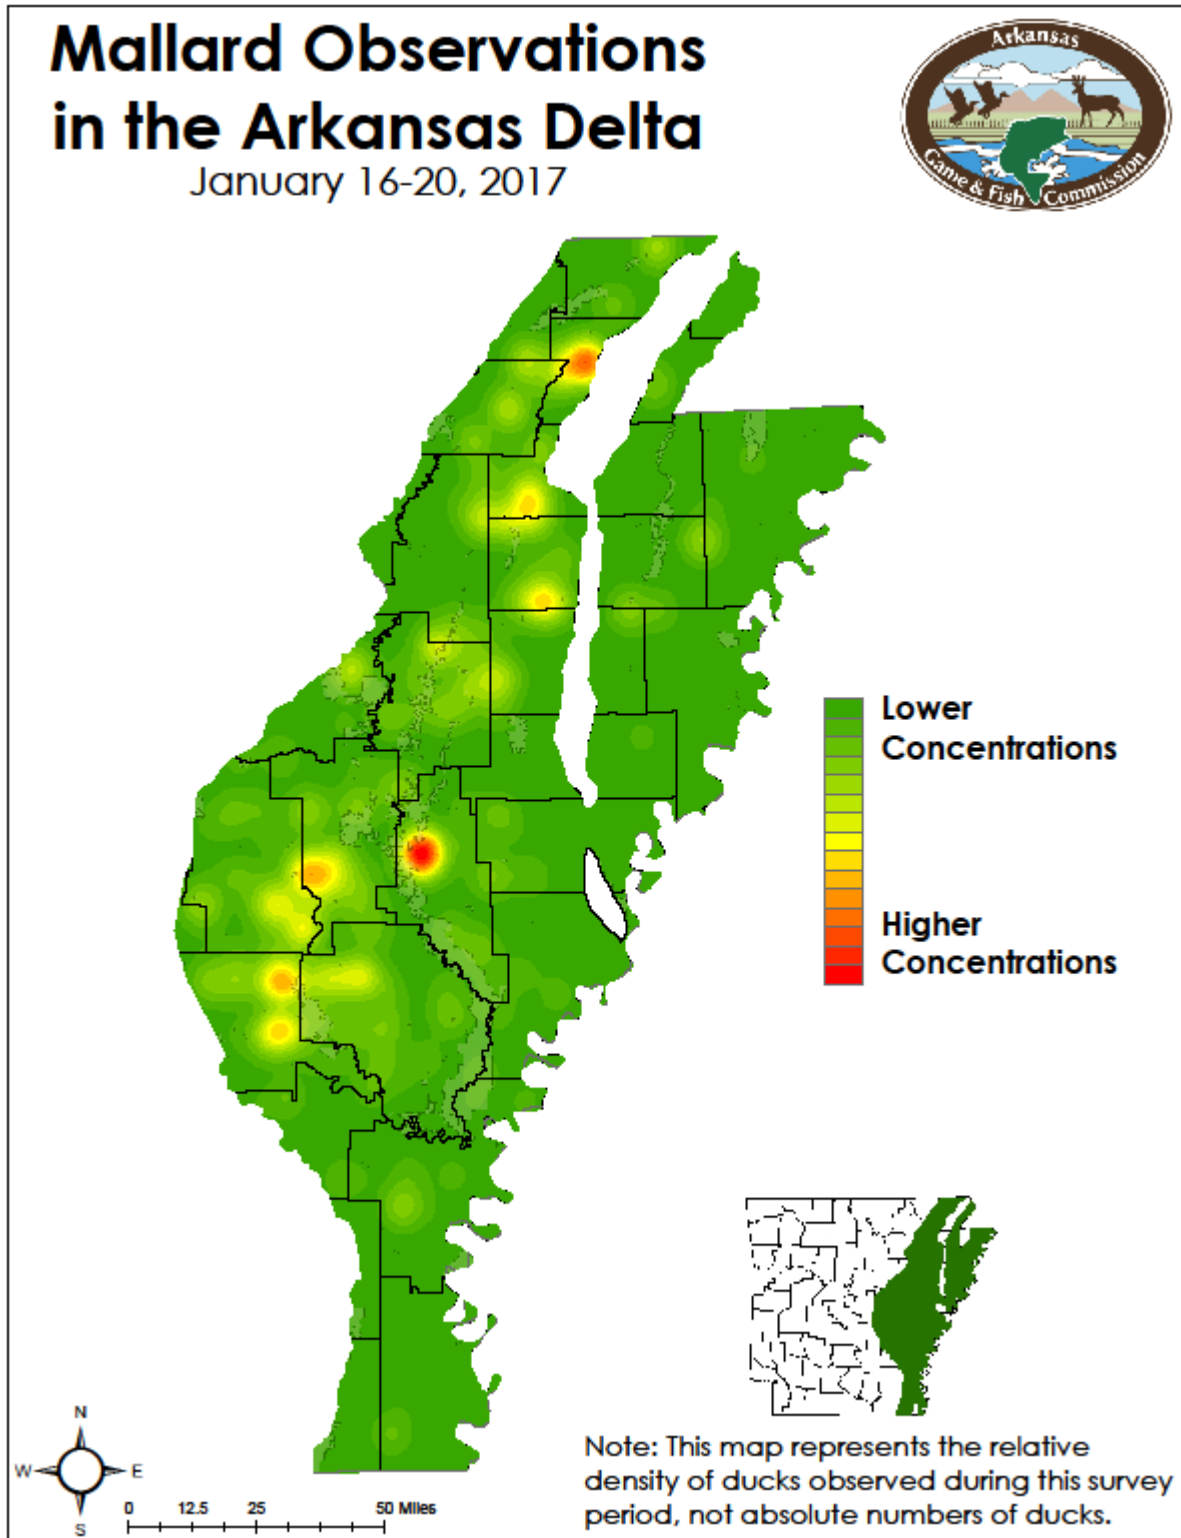 Mallard Observations
in the Arkansas Delta
January 16-20, 2017
Arkansas
Game & Fish Commission
Lower
Concentrations
Higher
Concentrations
N
W E
S
0 12.5 25 50 Miles
Note: This map represents the relative
density of ducks observed during this survey
period, not absolute numbers of ducks.